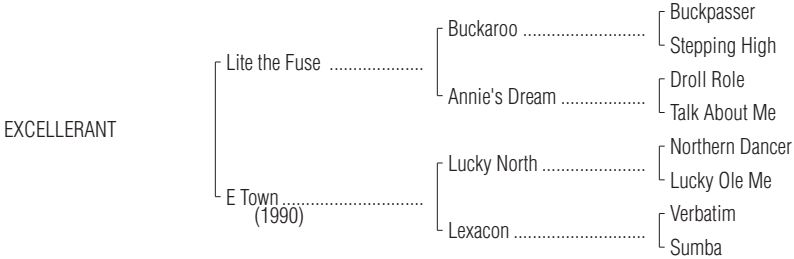 Buckpasser
Buckaroo ..........................
Stepping High
Lite the Fuse ....................
Droll Role
Annie's Dream ..................
Talk About Me
EXCELLERANT
Northern Dancer
Lucky North ......................
Lucky Ole Me
E Town ..............................
(1990)
Verbatim
Lexacon ............................
Sumba